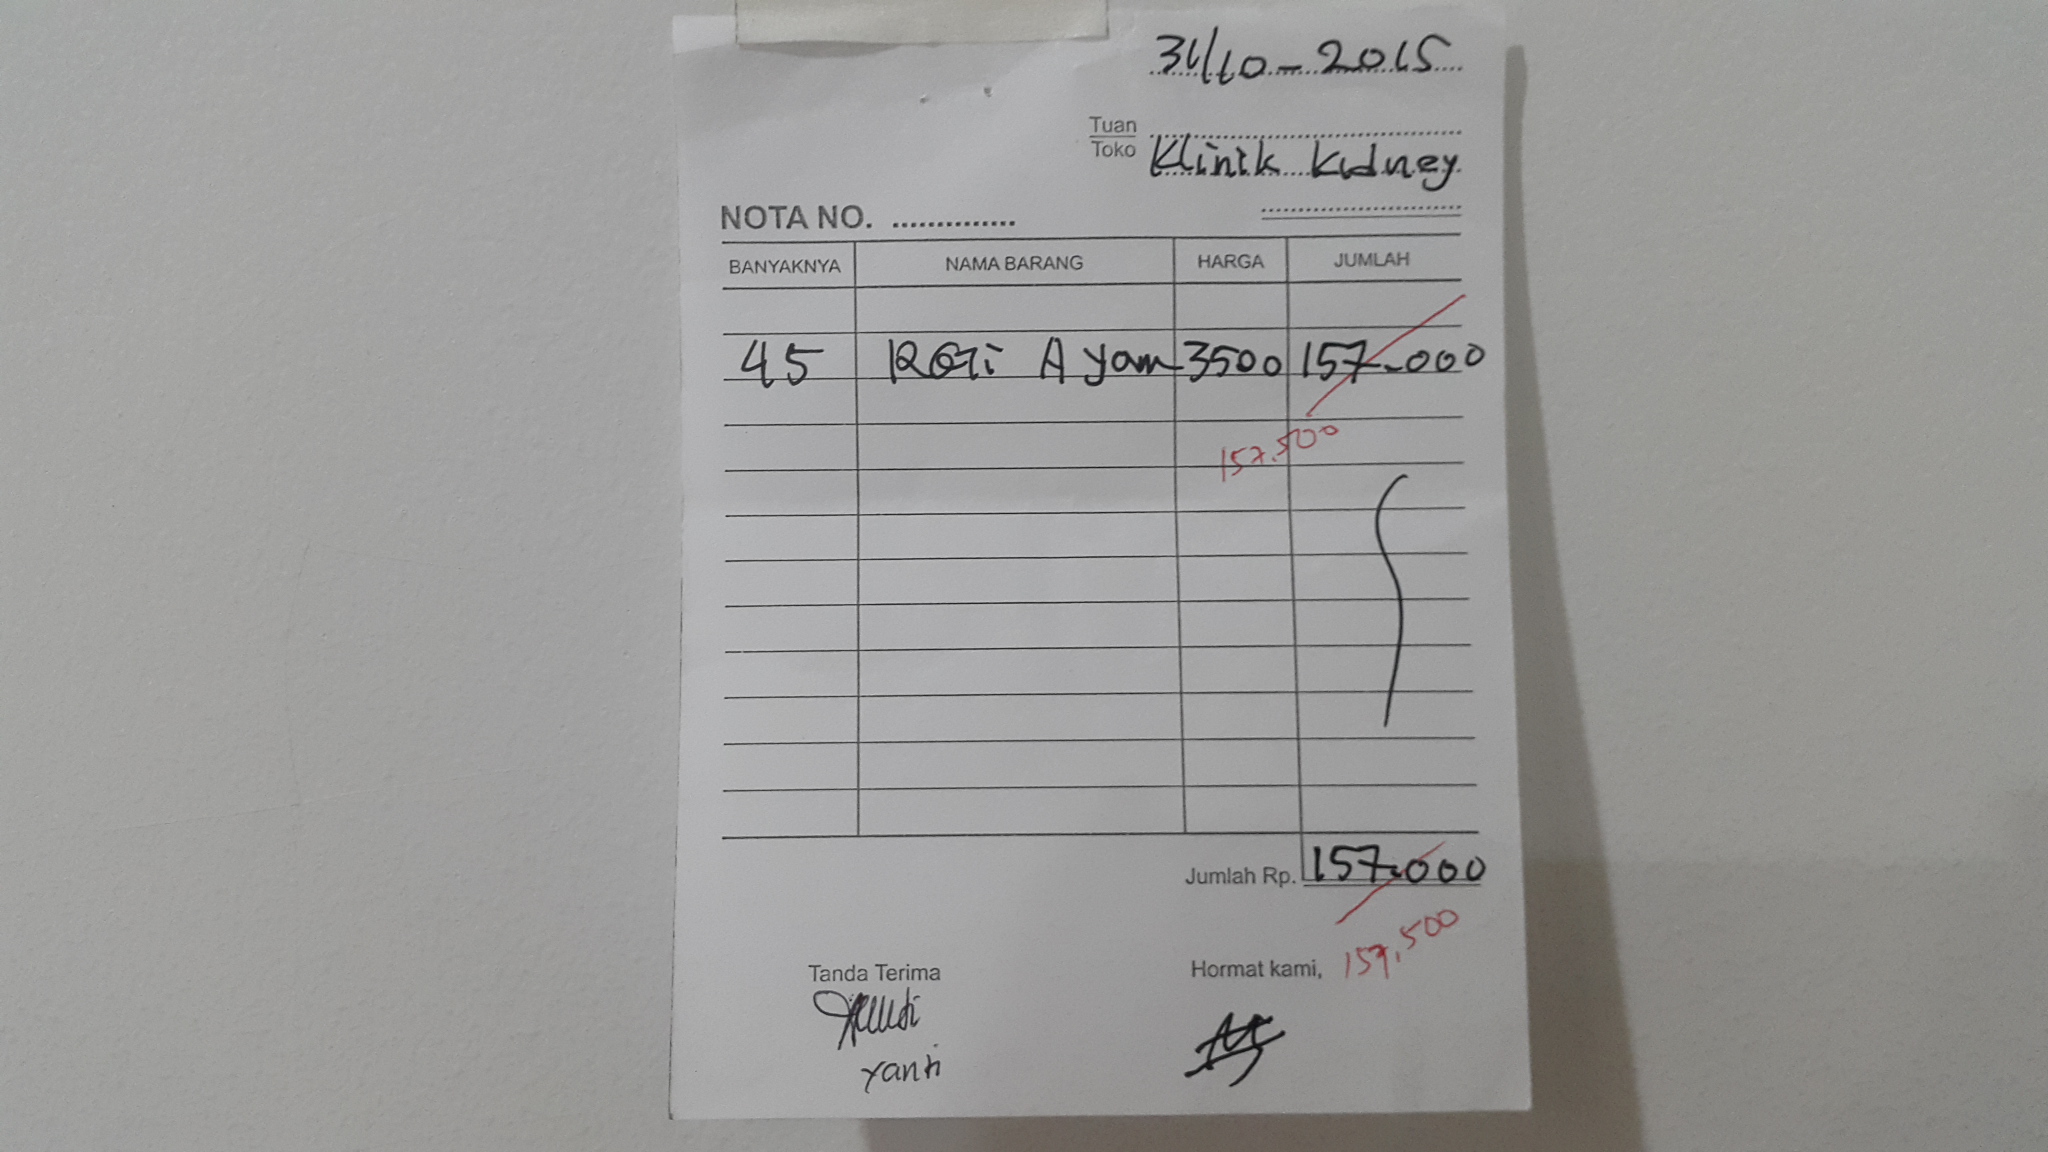 31/10-2015
Tuan
Toko Klinik Kidney
NOTA NO. ..............
BANYAKNYA NAMA BARANG HARGA JUMLAH
45 Roti Ayam 3500 157.000
157.500
Jumlah Rp. 157.000
157.500
Tanda Terima Hormat kami,
Yanti